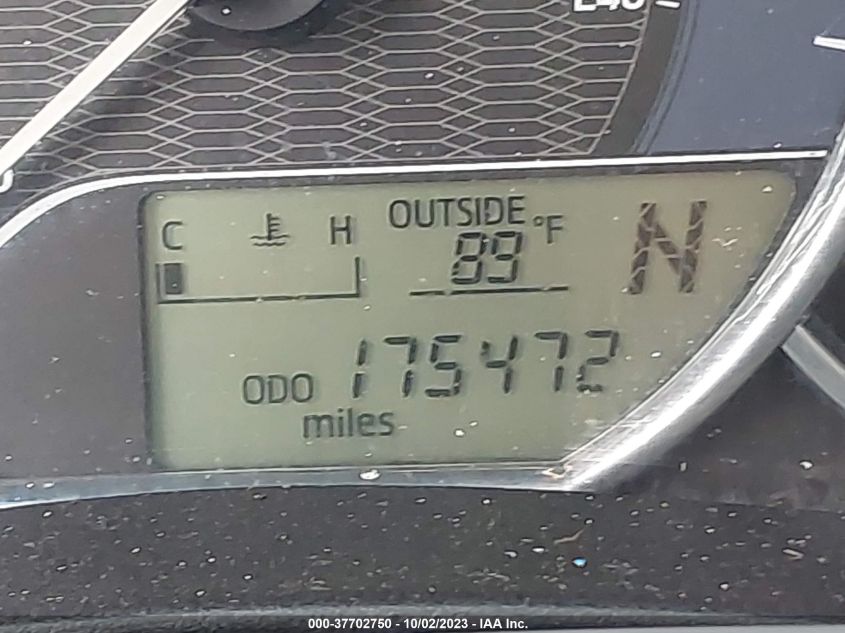 C H OUTSIDE
89 °F N
ODO 175472
miles
000-37702750 - 10/02/2023 - IAA Inc.